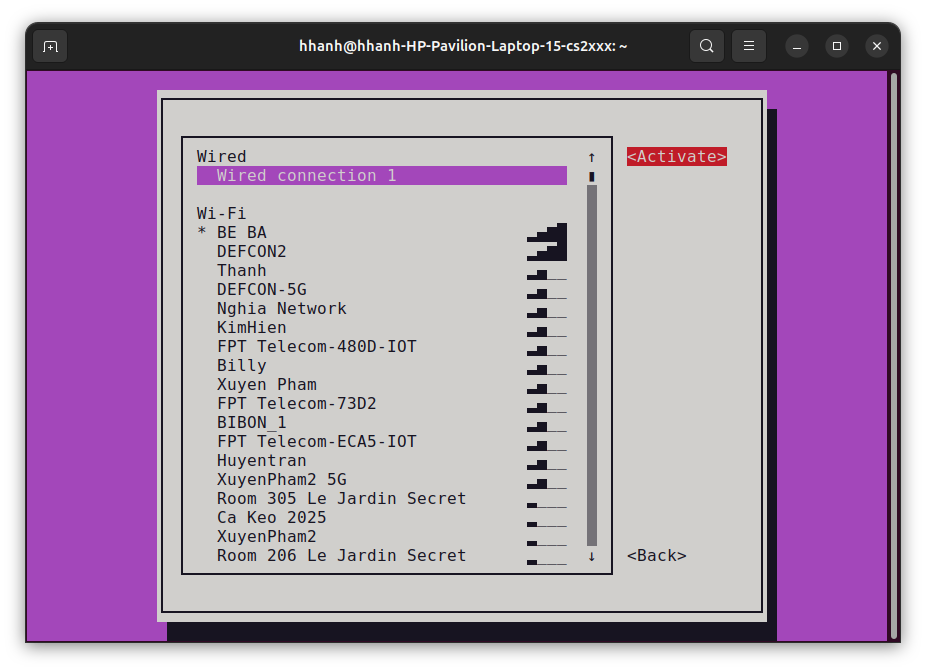 hhanh@hhanh-HP-Pavilion-Laptop-15-cs2xxx: ~
Wired ↑ <Activate>
Wired connection 1
Wi-Fi
* BE BA
DEFCON2
Thanh
DEFCON-5G
Nghia Network
KimHien
FPT Telecom-480D-IOT
Billy
Xuyen Pham
FPT Telecom-73D2
BIBON_1
FPT Telecom-ECA5-IOT
Huyentran
XuyenPham2 5G
Room 305 Le Jardin Secret
Ca Keo 2025
XuyenPham2
Room 206 Le Jardin Secret ↓ <Back>